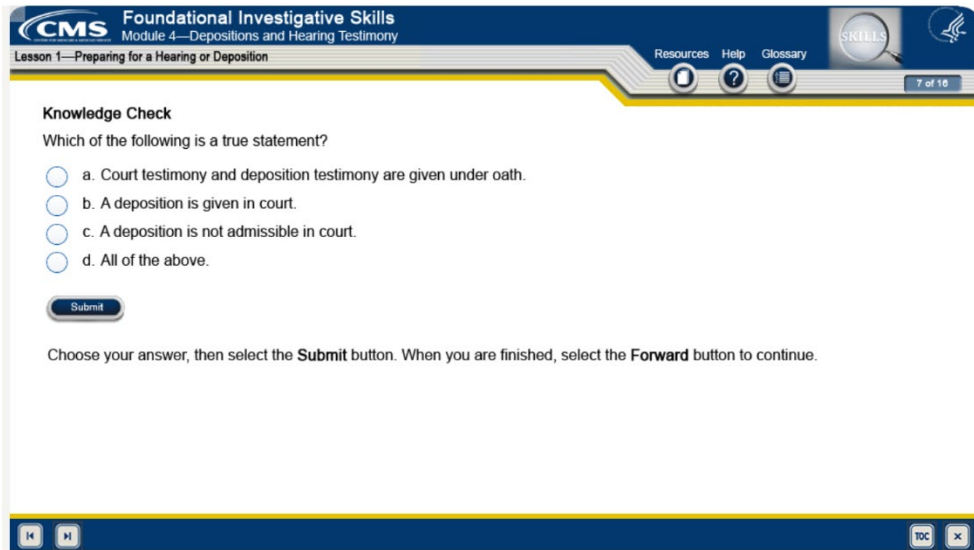 CMS
Foundational Investigative Skills
Module 4—Depositions and Hearing Testimony
Lesson 1—Preparing for a Hearing or Deposition
Resources Help Glossary
SKILLS
7 of 16
Knowledge Check
Which of the following is a true statement?
a. Court testimony and deposition testimony are given under oath.
b. A deposition is given in court.
c. A deposition is not admissible in court.
d. All of the above.
Submit
Choose your answer, then select the Submit button. When you are finished, select the Forward button to continue.
TOC